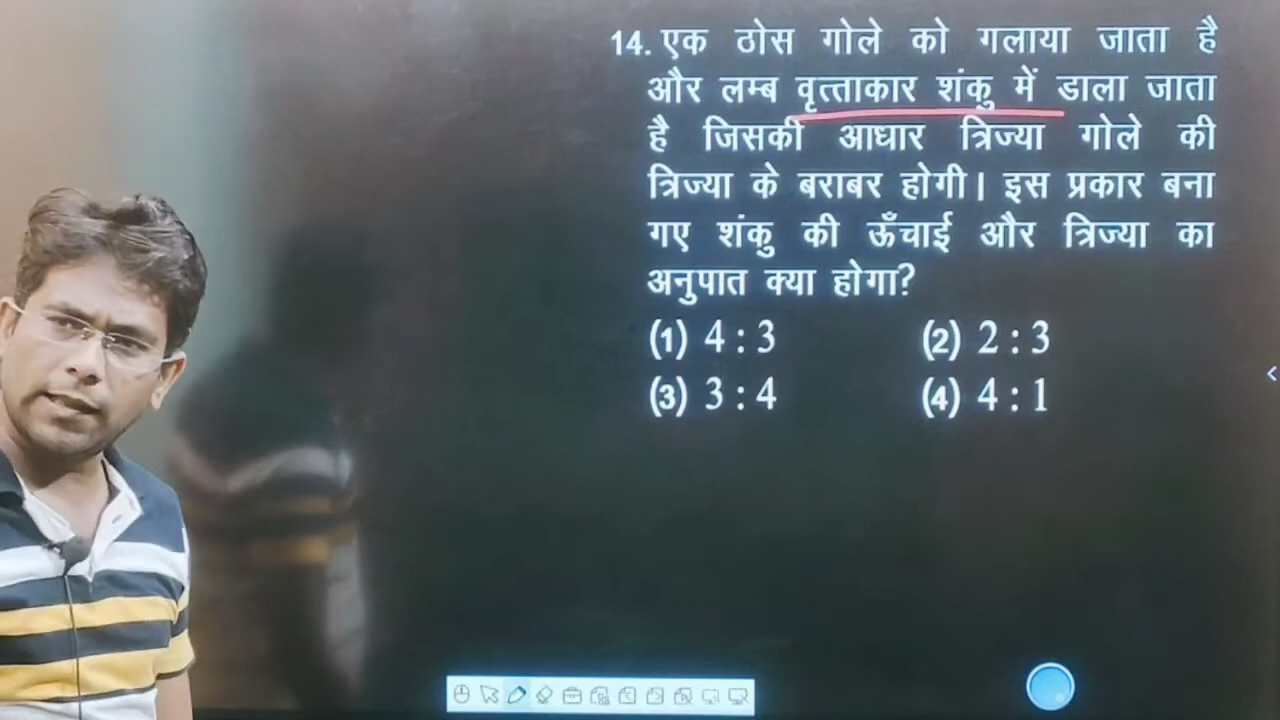 14. एक ठोस गोले को गलाया जाता है
और लम्ब वृत्ताकार शंकु में डाला जाता
है जिसकी आधार त्रिज्या गोले की
त्रिज्या के बराबर होगी। इस प्रकार बना
गए शंकु की ऊँचाई और त्रिज्या का
अनुपात क्या होगा?
(1) 4 : 3 (2) 2 : 3
(3) 3 : 4 (4) 4 : 1